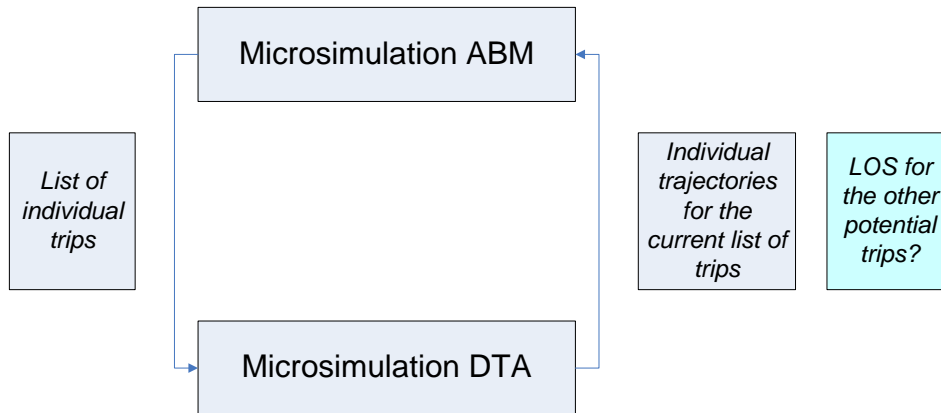 Microsimulation ABM
List of
individual
trips
Individual
trajectories
for the
current list of
trips
LOS for
the other
potential
trips?
Microsimulation DTA